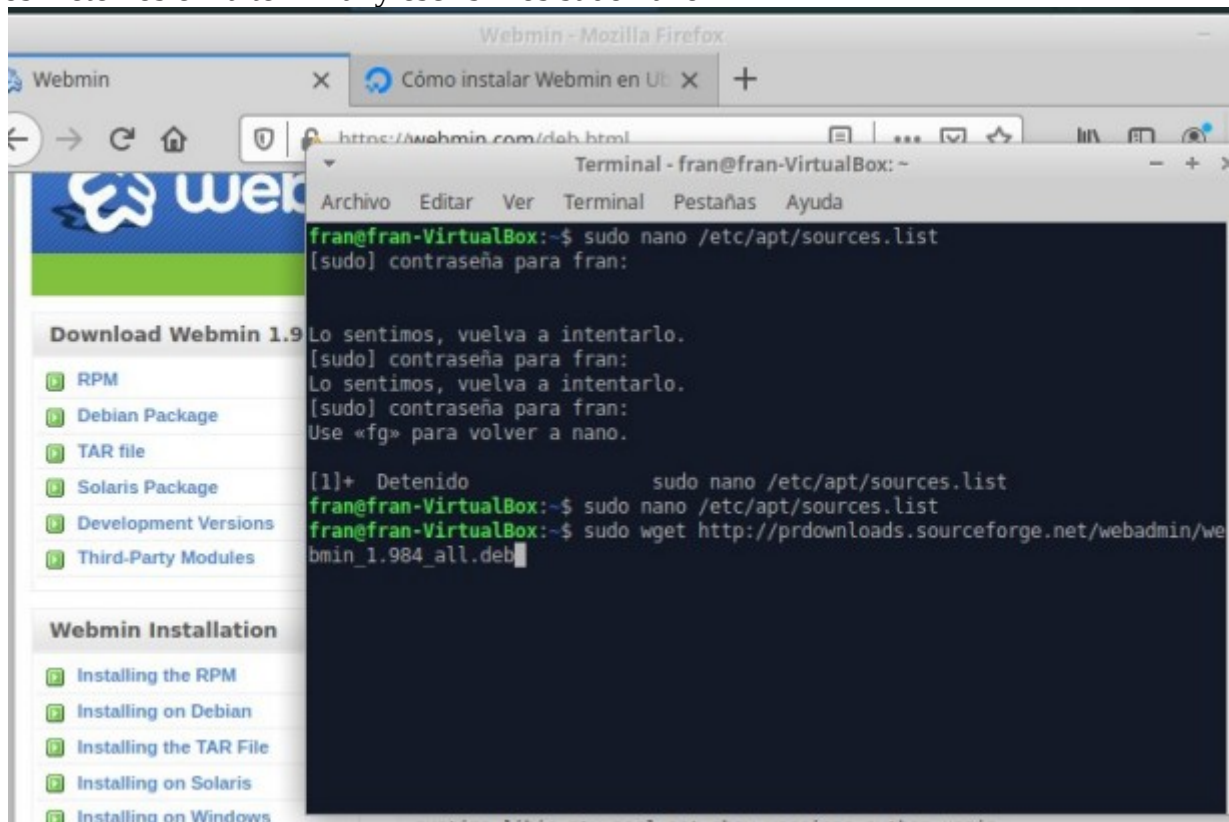 Webmin - Mozilla Firefox
Webmin
Cómo instalar Webmin en Ub
https://webmin.com/deb.html
web
Terminal - fran@fran-VirtualBox: ~
Archivo Editar Ver Terminal Pestañas Ayuda
fran@fran-VirtualBox:~$ sudo nano /etc/apt/sources.list
[sudo] contraseña para fran:
Lo sentimos, vuelva a intentarlo.
[sudo] contraseña para fran:
Lo sentimos, vuelva a intentarlo.
[sudo] contraseña para fran:
Use «fg» para volver a nano.
[1]+ Detenido sudo nano /etc/apt/sources.list
fran@fran-VirtualBox:~$ sudo nano /etc/apt/sources.list
fran@fran-VirtualBox:~$ sudo wget http://prdownloads.sourceforge.net/webadmin/we
bmin_1.984_all.deb
Download Webmin 1.9
RPM
Debian Package
TAR file
Solaris Package
Development Versions
Third-Party Modules
Webmin Installation
Installing the RPM
Installing on Debian
Installing the TAR File
Installing on Solaris
Installing on Windows